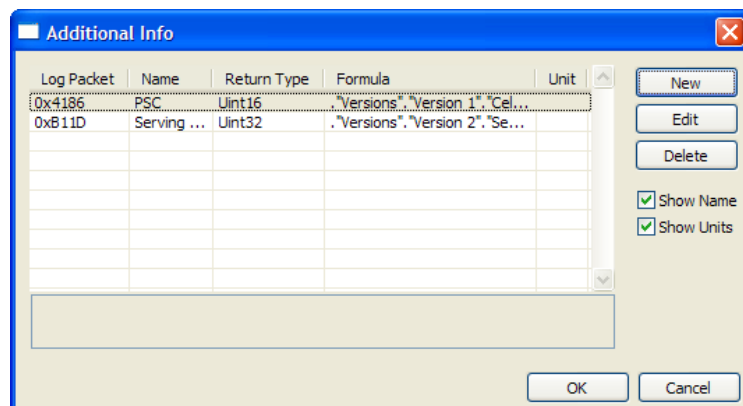 Additional Info
Log Packet Name Return Type Formula Unit
0x4186 PSC Uint16 ."Versions"."Version 1"."Cel...
0xB11D Serving ... Uint32 ."Versions"."Version 2"."Se...
New
Edit
Delete
Show Name
Show Units
OK Cancel